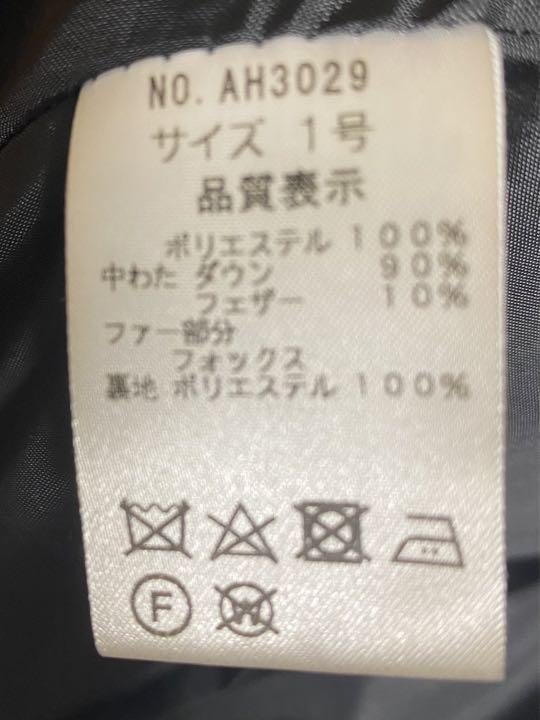 NO. AH3029
サイズ 1号
品質表示
ポリエステル 100%
中わた ダウン 90%
フェザー 10%
ファー部分
フォックス
裏地 ポリエステル 100%
F W